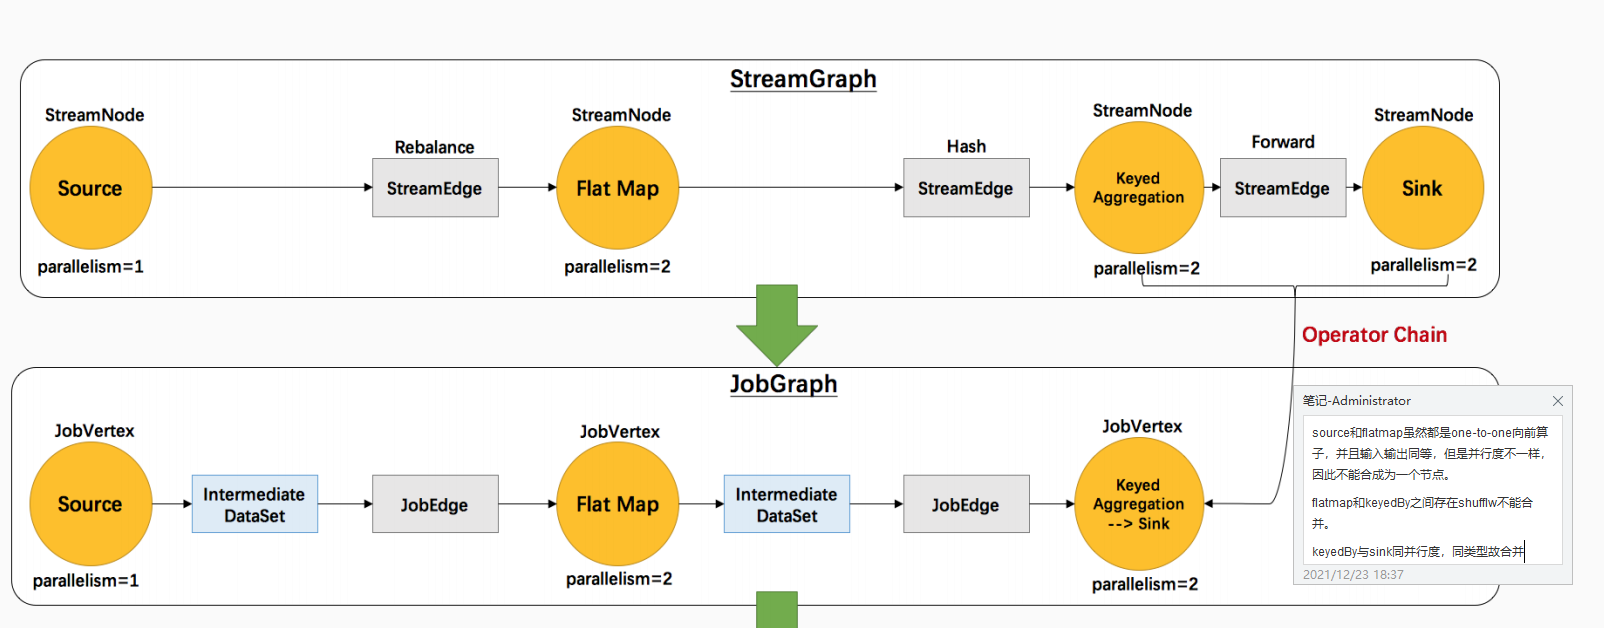 StreamGraph
StreamNode
Source
parallelism=1
Rebalance
StreamEdge
StreamNode
Flat Map
parallelism=2
Hash
StreamEdge
StreamNode
Keyed
Aggregation
parallelism=2
Forward
StreamEdge
StreamNode
Sink
parallelism=2
Operator Chain
JobGraph
JobVertex
Source
parallelism=1
Intermediate
DataSet
JobEdge
JobVertex
Flat Map
parallelism=2
Intermediate
DataSet
JobEdge
JobVertex
Keyed
Aggregation
--> Sink
parallelism=2
笔记-Administrator
source和flatmap虽然都是one-to-one向前算
子，并且输入输出同等，但是并行度不一样，
因此不能合成为一个节点。
flatmap和keyedBy之间存在shufflw不能合
并。
keyedBy与sink同并行度，同类型故合并
2021/12/23 18:37